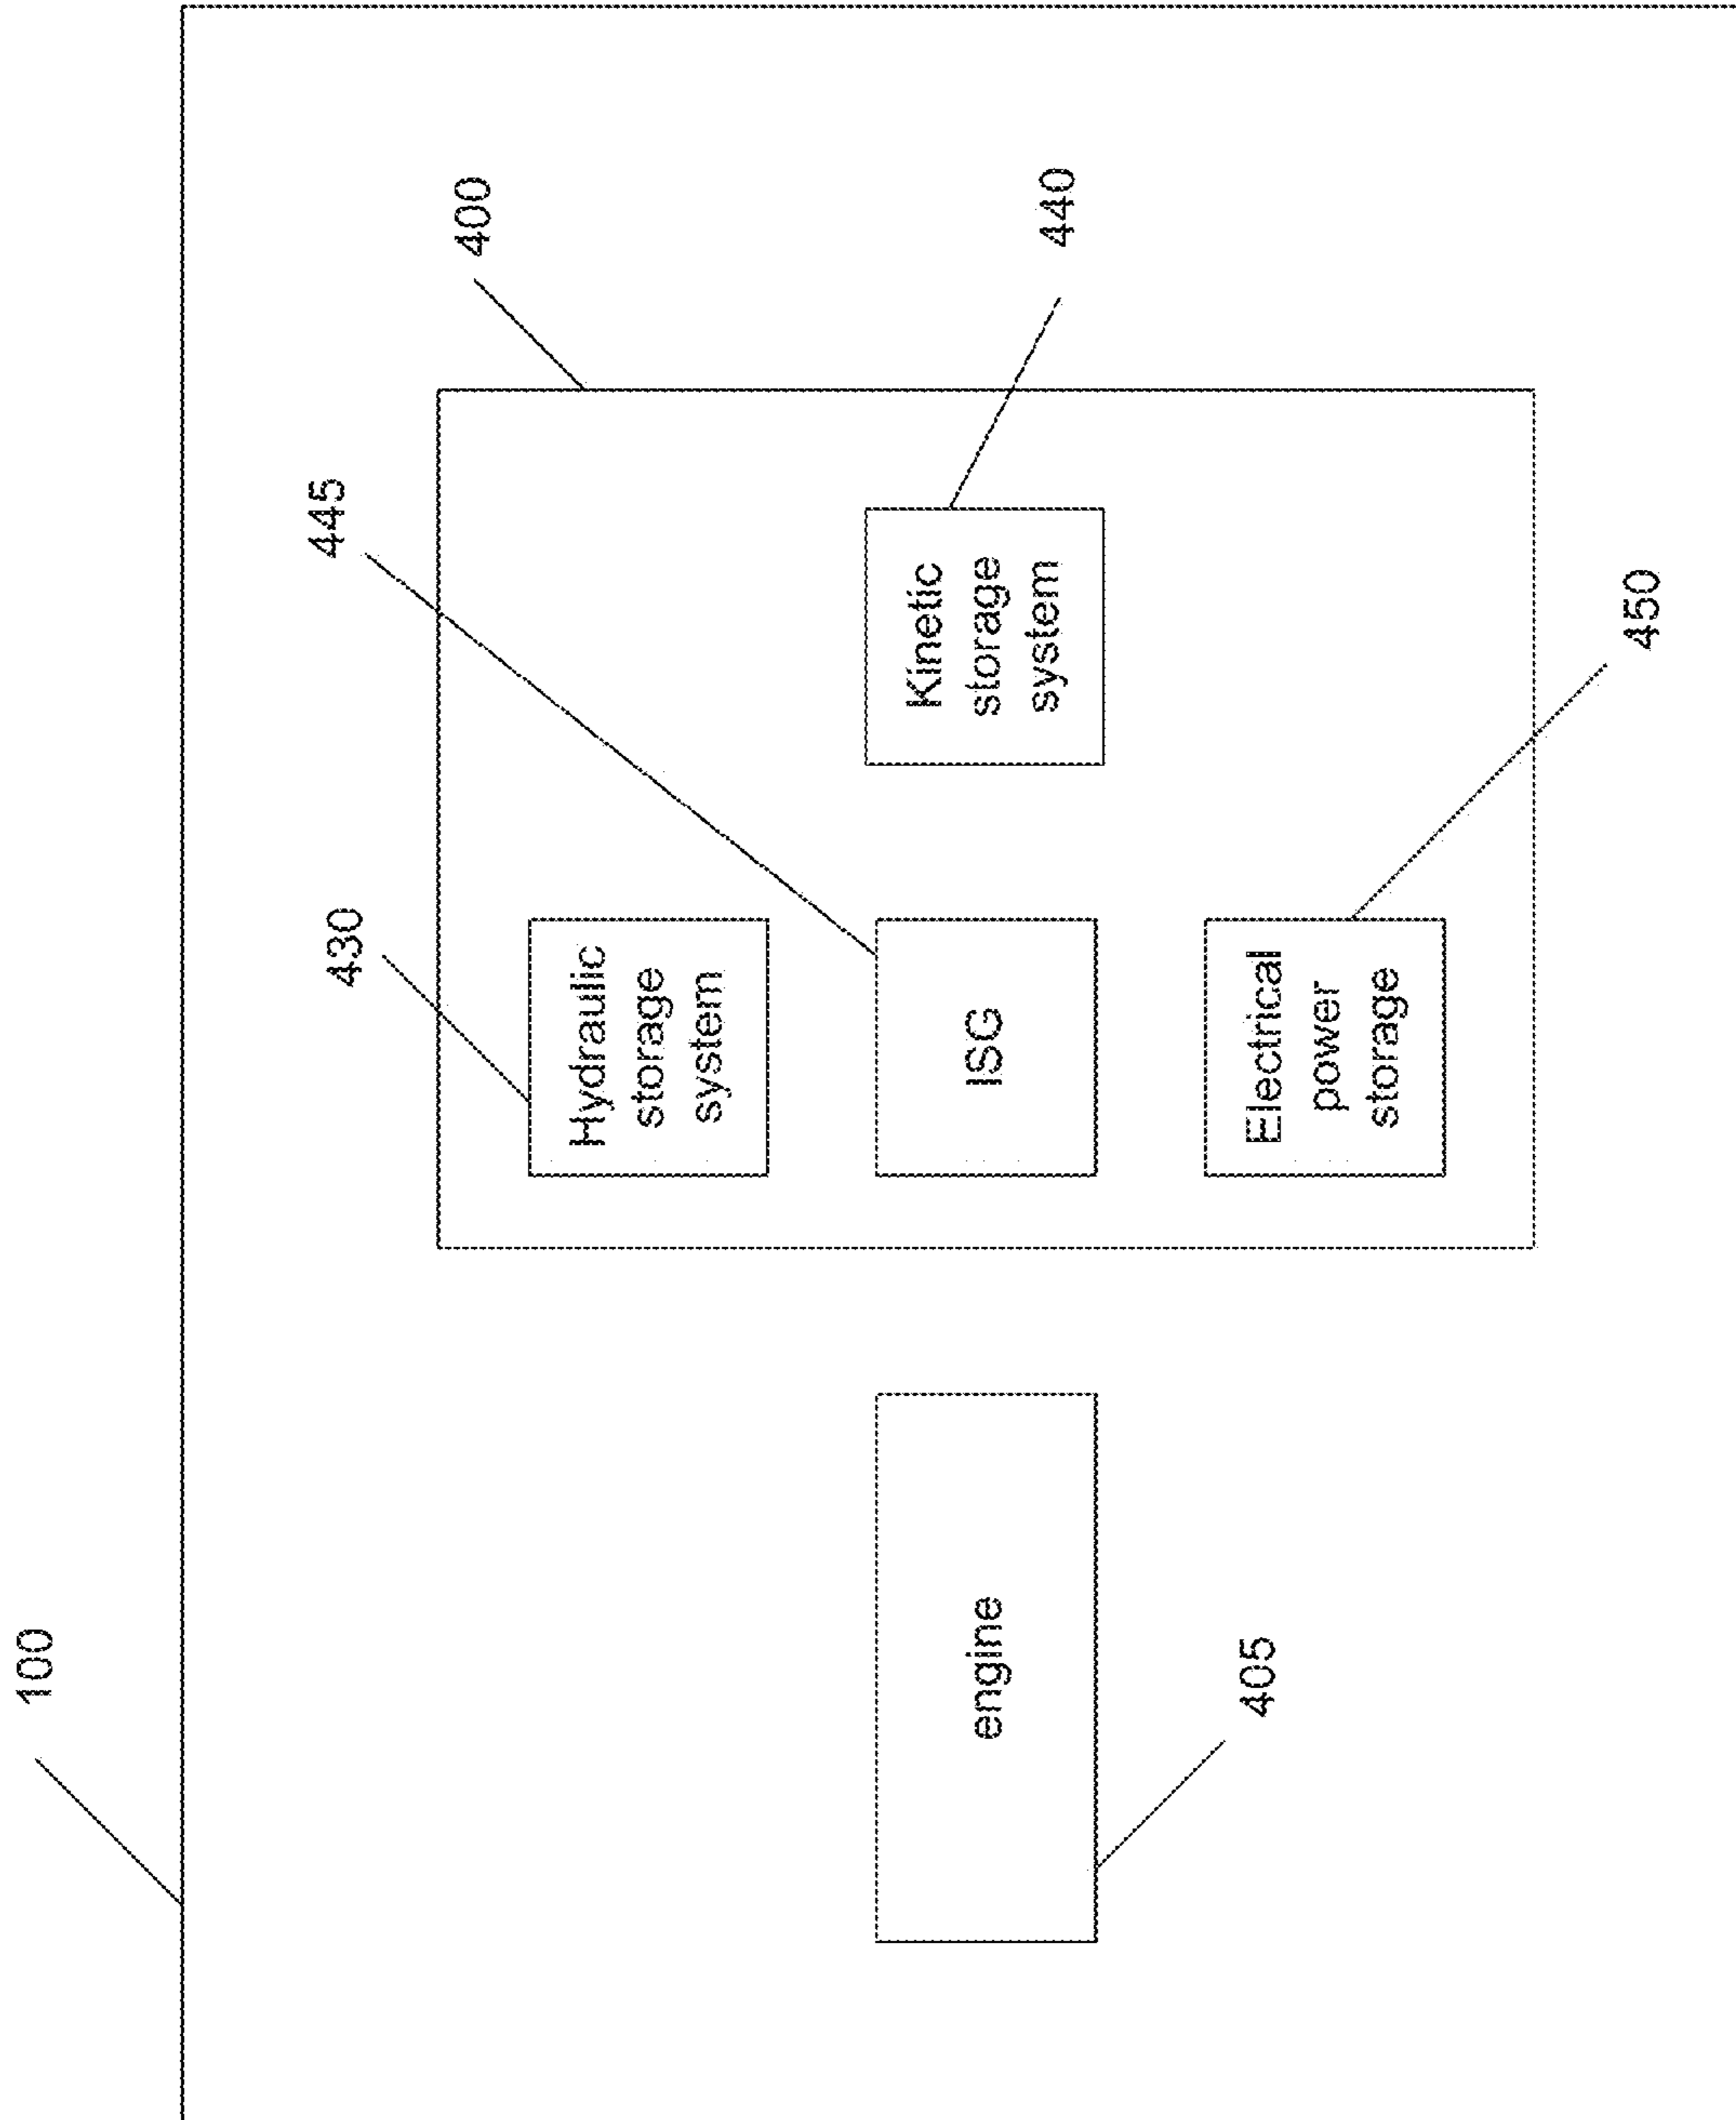 100
400
445
430
440
Hydraulic
storage
system
ISG
Kinetic
storage
system
Electrical
power
storage
450
engine
405